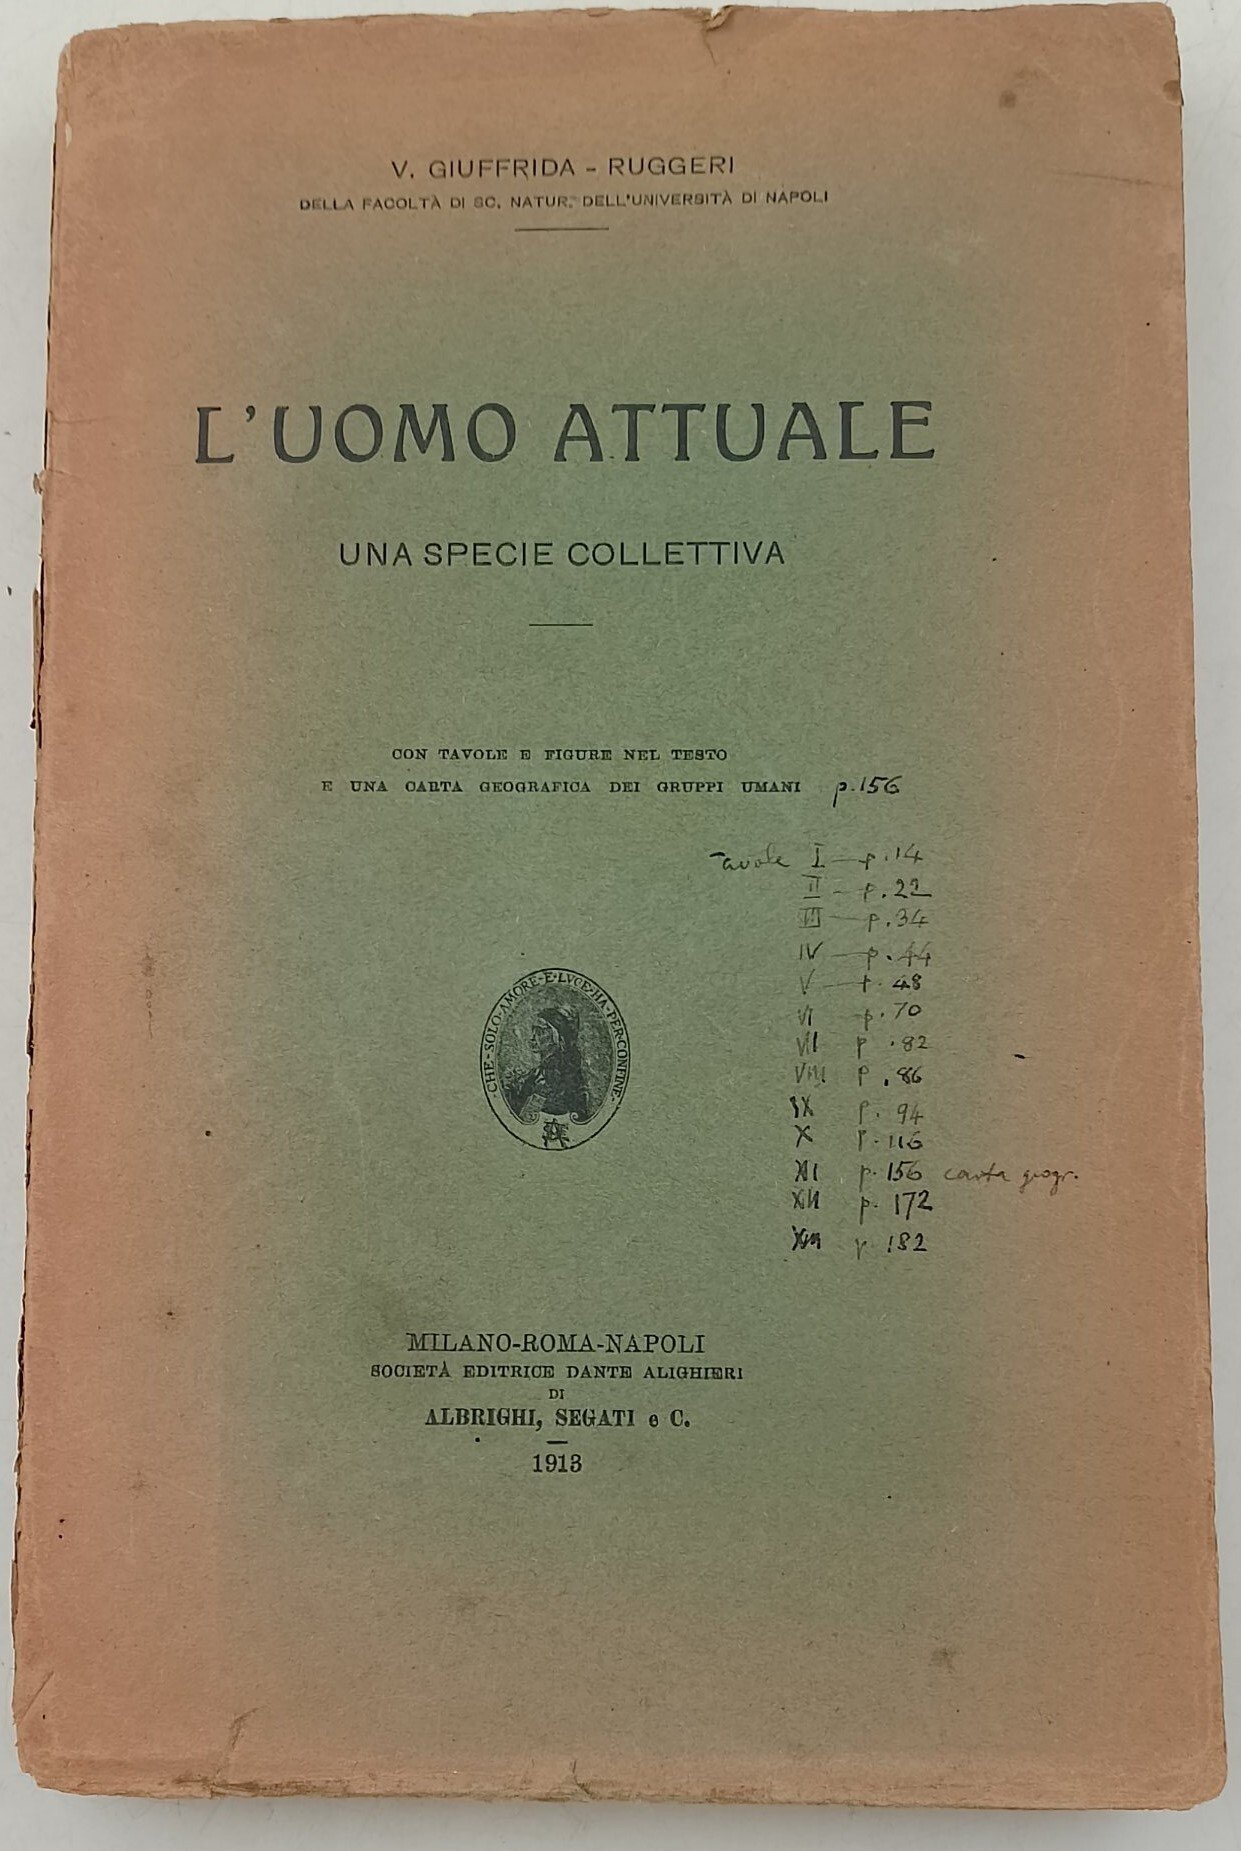 V. GIUFFRIDA - RUGGERI
DELLA FACOLTÀ DI SC. NATUR. DELL'UNIVERSITÀ DI NAPOLI
L'UOMO ATTUALE
UNA SPECIE COLLETTIVA
CON TAVOLE E FIGURE NEL TESTO
E UNA CARTA GEOGRAFICA DEI GRUPPI UMANI p.156
Tavole I — p.14
II — p.22
III — p.34
IV — p.44
V — p.48
VI p.70
VII p.82
VIII p.86
IX p.94
X p.116
XI p.156 carta geogr.
XII p.172
XIII p.182
CHE·SOLO·AMORE·E·LVCE·HA·PER·CONFINE
MILANO-ROMA-NAPOLI
SOCIETÀ EDITRICE DANTE ALIGHIERI
DI
ALBRIGHI, SEGATI e C.
1913